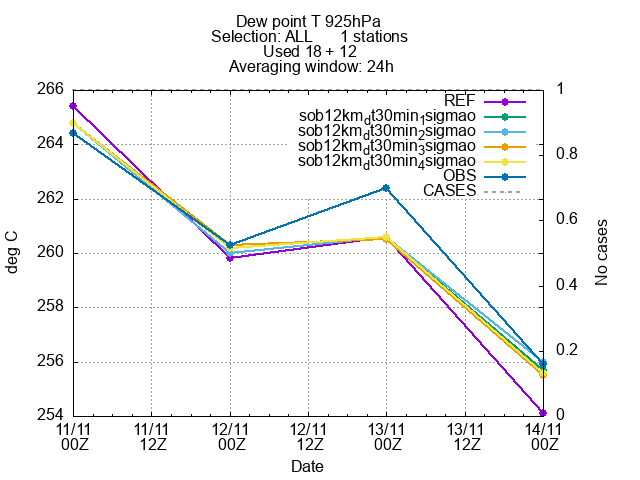 Dew point T 925hPa
Selection: ALL 1 stations
Used 18 + 12
Averaging window: 24h
266
264
262
260
258
256
254
deg C
1
0.8
0.6
0.4
0.2
0
No cases
REF
sob12km_dt30min_1sigmao
sob12km_dt30min_2sigmao
sob12km_dt30min_3sigmao
sob12km_dt30min_4sigmao
OBS
CASES
11/11 11/11 12/11 12/11 13/11 13/11 14/11
00Z 12Z 00Z 12Z 00Z 12Z 00Z
Date